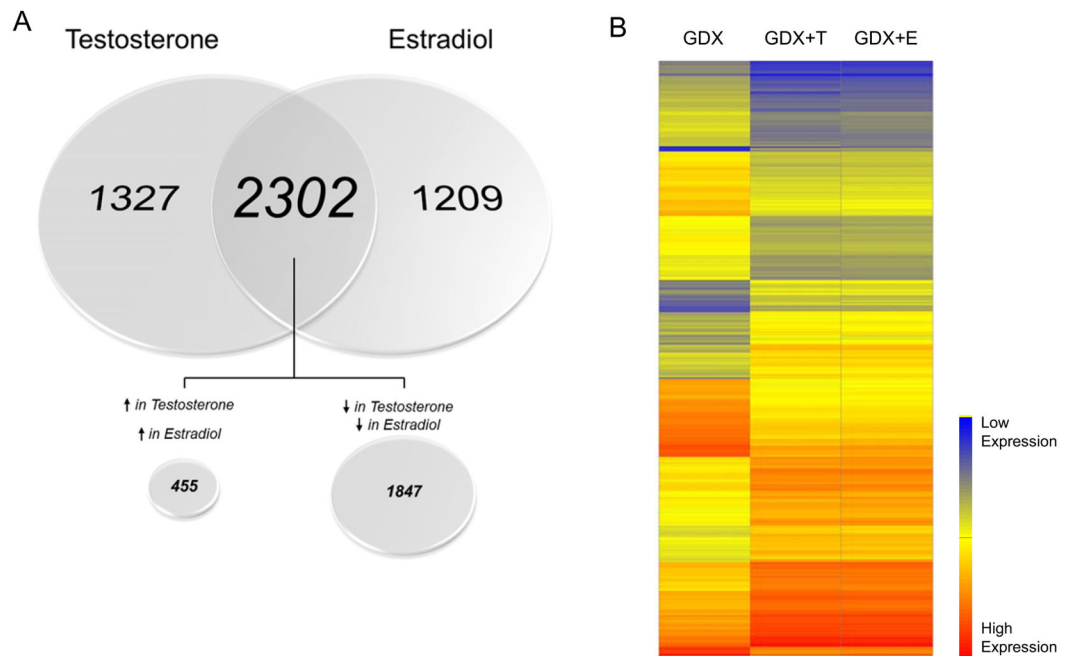 A
Testosterone
Estradiol
1327
2302
1209
↑ in Testosterone
↑ in Estradiol
↓ in Testosterone
↓ in Estradiol
455
1847
B
GDX
GDX+T
GDX+E
Low
Expression
High
Expression